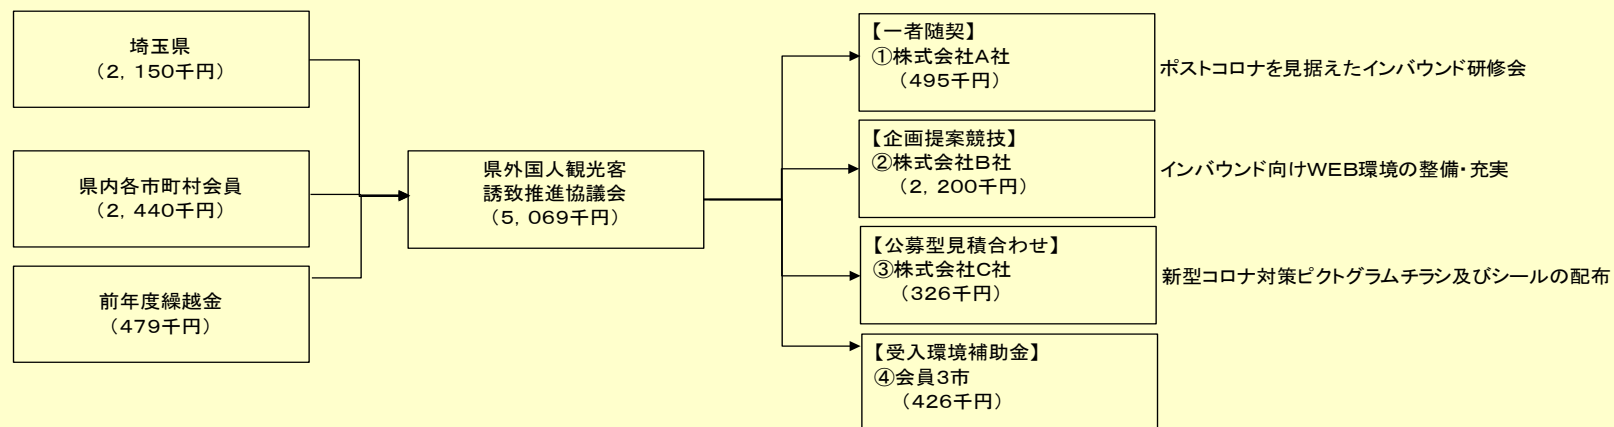 埼玉県
（2，150千円）
県内各市町村会員
（2，440千円）
前年度繰越金
（479千円）
県外国人観光客
誘致推進協議会
（5，069千円）
【一者随契】
①株式会社A社
（495千円）
ポストコロナを見据えたインバウンド研修会
【企画提案競技】
②株式会社B社
（2，200千円）
インバウンド向けWEB環境の整備・充実
【公募型見積合わせ】
③株式会社C社
（326千円）
新型コロナ対策ピクトグラムチラシ及びシールの配布
【受入環境補助金】
④会員3市
（426千円）